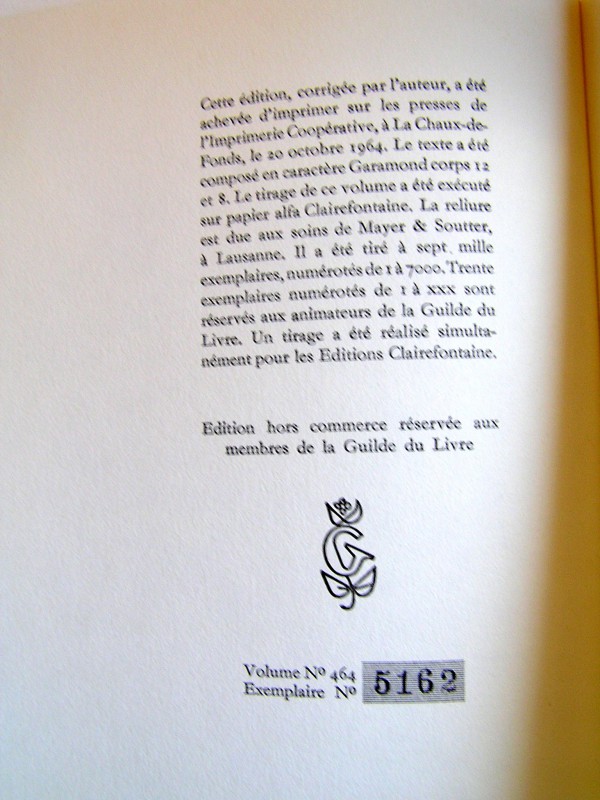 Cette édition, corrigée par l'auteur, a été
achevée d'imprimer sur les presses de
l'Imprimerie Coopérative, à La Chaux-de-
Fonds, le 20 octobre 1964. Le texte a été
composé en caractère Garamond corps 12
et 8. Le tirage de ce volume a été exécuté
sur papier alfa Clairefontaine. La reliure
est due aux soins de Mayer & Soutter,
à Lausanne. Il a été tiré à sept mille
exemplaires, numérotés de 1 à 7000. Trente
exemplaires numérotés de I à XXX sont
réservés aux animateurs de la Guilde du
Livre. Un tirage a été réalisé simulta-
nément pour les Editions Clairefontaine.
Edition hors commerce réservée aux
membres de la Guilde du Livre
G
Volume Nº 464
Exemplaire Nº 5162